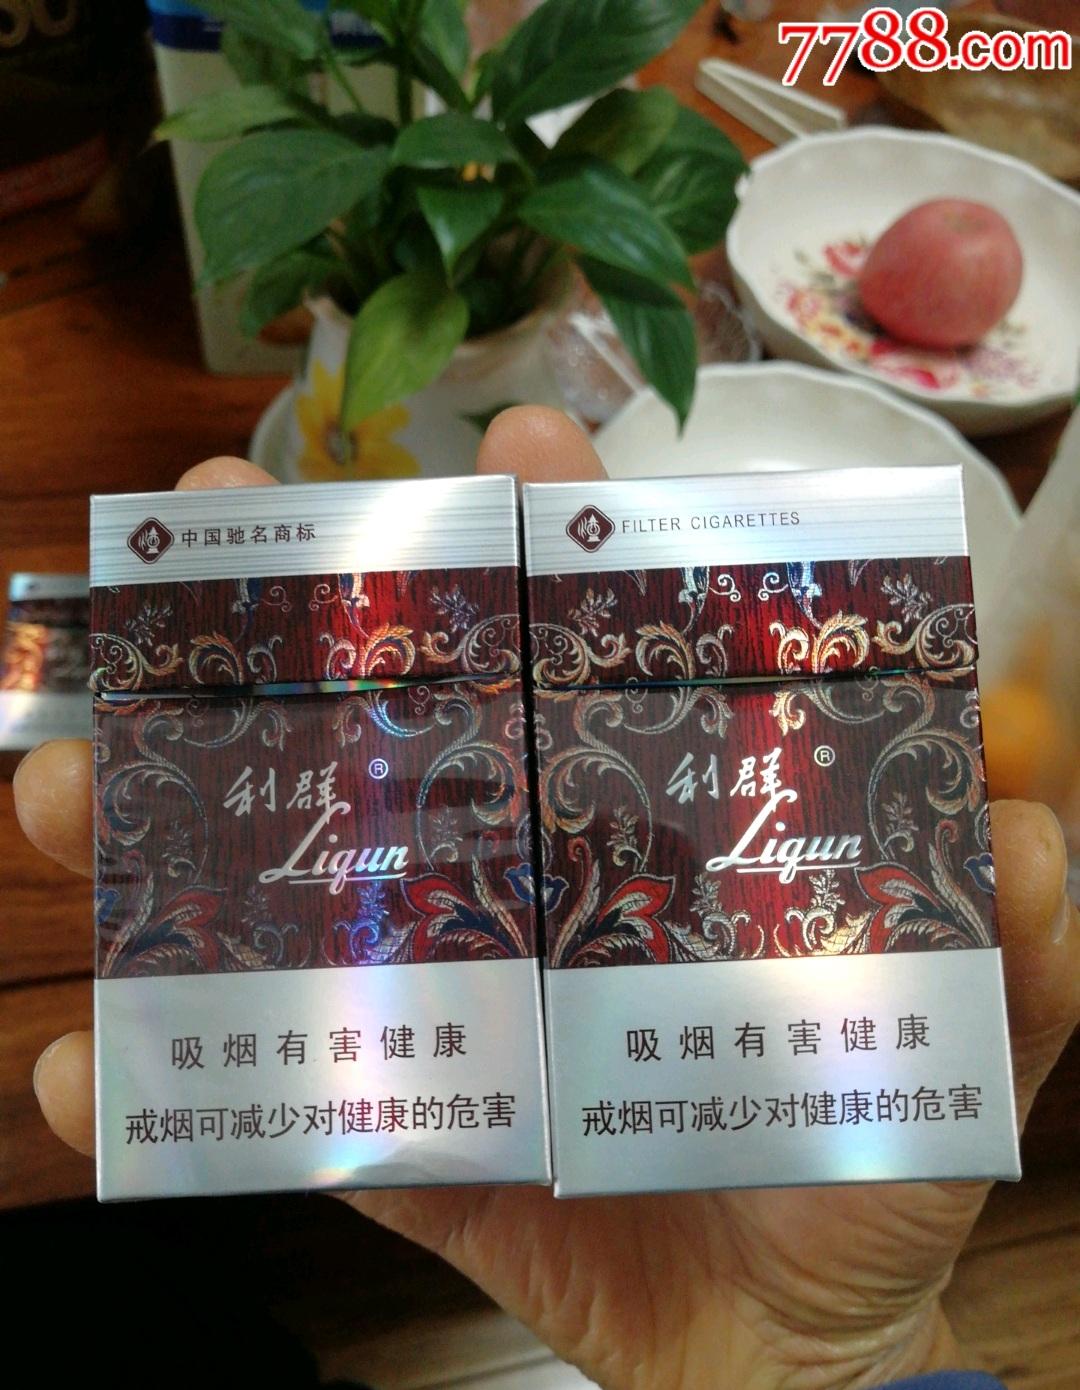 7788.com
中国驰名商标
FILTER CIGARETTES
利群®
Liqun
吸烟有害健康
戒烟可减少对健康的危害
利群®
Liqun
吸烟有害健康
戒烟可减少对健康的危害